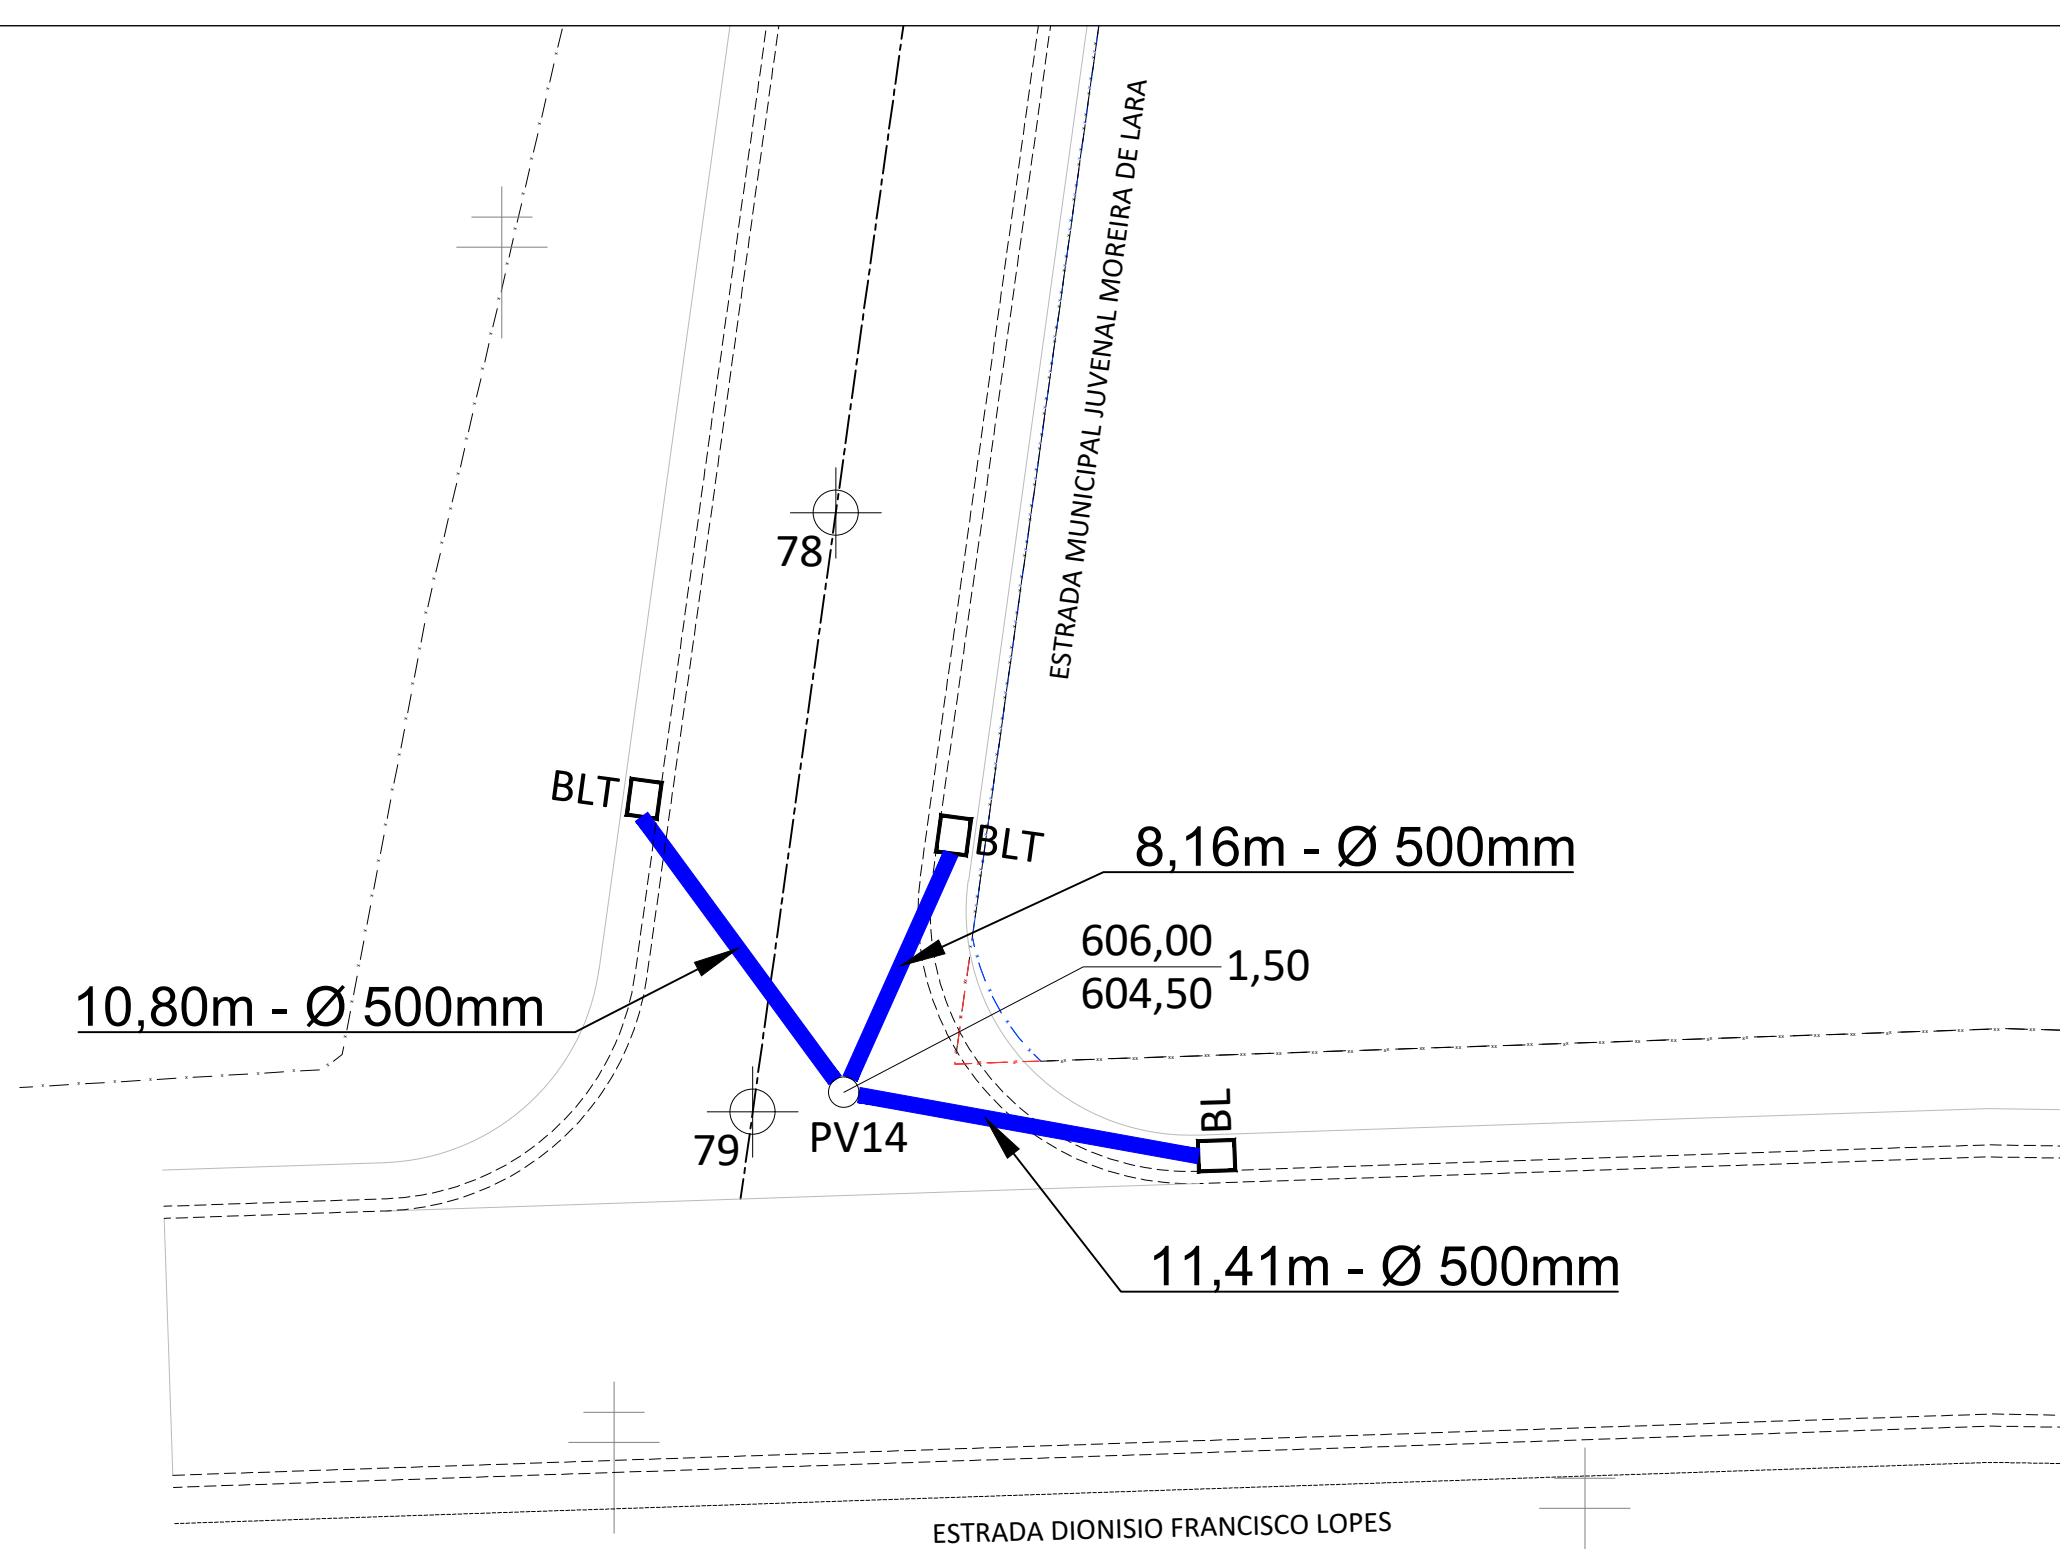 ESTRADA MUNICIPAL JUVENAL MOREIRA DE LARA
78
BLT
BLT
8,16m - Ø 500mm
606,00
604,50
1,50
10,80m - Ø 500mm
BL
PV14
79
11,41m - Ø 500mm
ESTRADA DIONISIO FRANCISCO LOPES